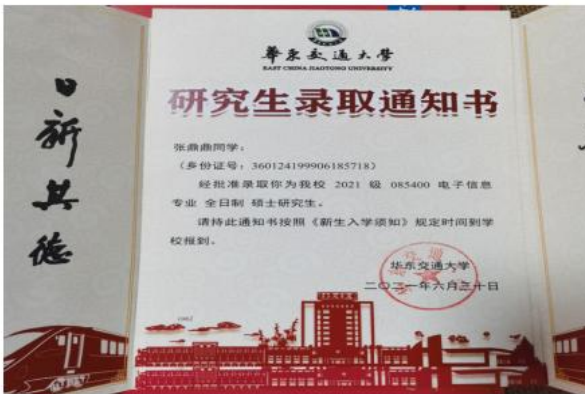 日新其德
華東交通大學
EAST CHINA JIAOTONG UNIVERSITY
研究生录取通知书
张鼎鼎同学：
（身份证号：360124199906185718）
经批准录取你为我校 2021 级 085400 电子信息
专业 全日制 硕士研究生。
请持此通知书按照《新生入学须知》规定时间到学
校报到。
华东交通大学
二〇二一年六月三十日